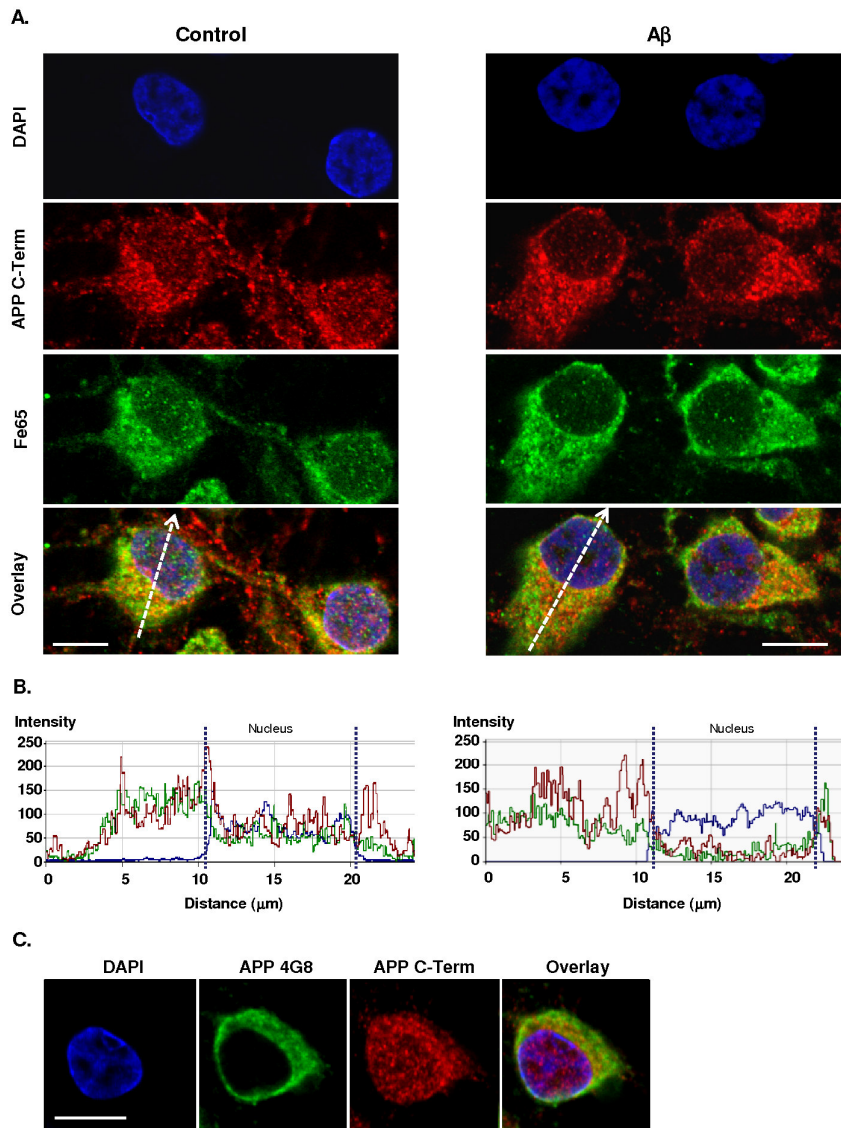 A.
Control
Aβ
DAPI
APP C-Term
Fe65
Overlay
B.
Intensity
Nucleus
250
200
150
100
50
0
0
5
10
15
20
Distance (μm)
Intensity
Nucleus
250
200
150
100
50
0
0
5
10
15
20
Distance (μm)
C.
DAPI
APP 4G8
APP C-Term
Overlay